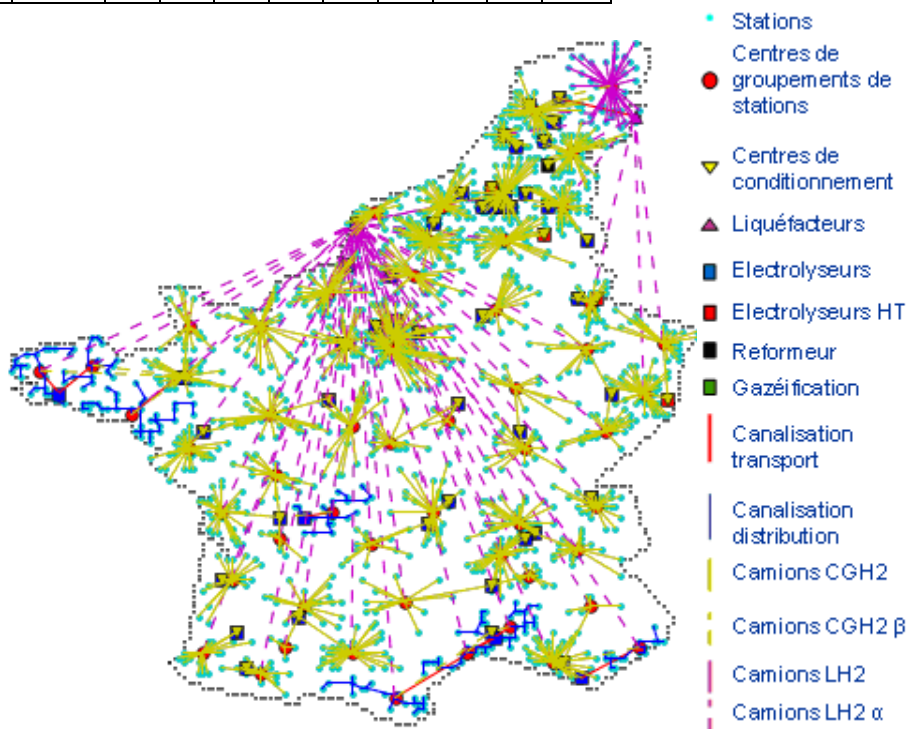 Stations
Centres de
groupements de
stations
Centres de
conditionnement
Liquéfacteurs
Electrolyseurs
Electrolyseurs HT
Reformeur
Gazéification
Canalisation
transport
Canalisation
distribution
Camions CGH2
Camions CGH2 β
Camions LH2
Camions LH2 α